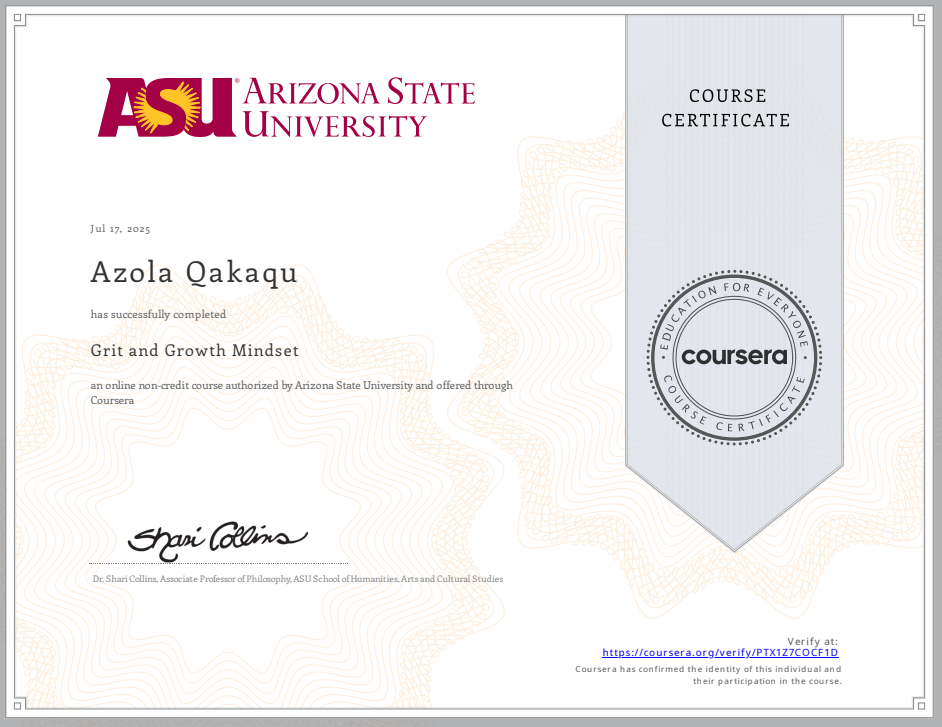 ASU® ARIZONA STATE
UNIVERSITY
COURSE
CERTIFICATE
Jul 17, 2025
Azola Qakaqu
has successfully completed
Grit and Growth Mindset
an online non-credit course authorized by Arizona State University and offered through
Coursera
EDUCATION FOR EVERYONE
coursera
COURSE CERTIFICATE
Shari Collins
Dr. Shari Collins, Associate Professor of Philosophy, ASU School of Humanities, Arts and Cultural Studies
Verify at:
https://coursera.org/verify/PTX1Z7COCF1D
Coursera has confirmed the identity of this individual and
their participation in the course.